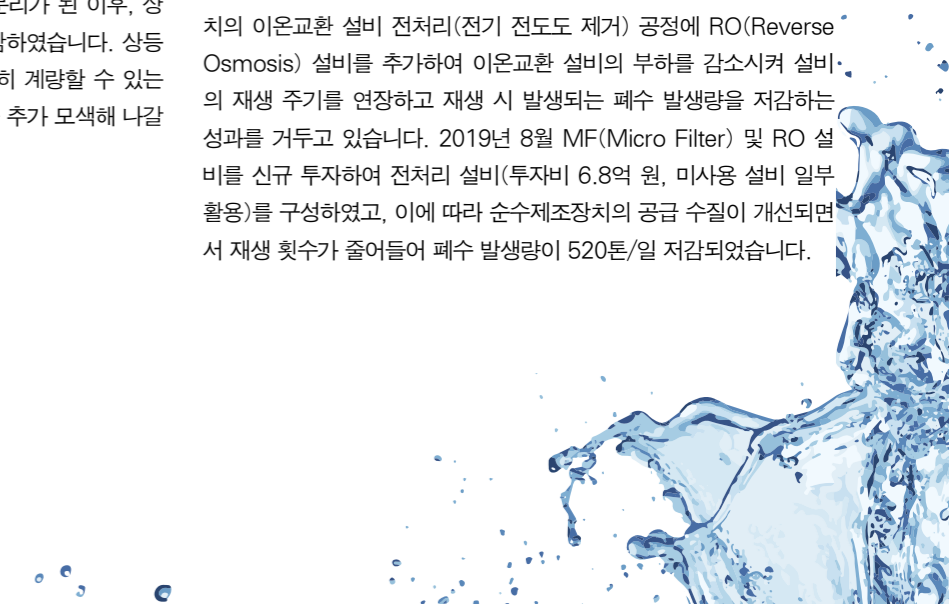 된 이후, 상
하였습니다. 상등
히 계량할 수 있는
추가 모색해 나갈
치의 이온교환 설비 전처리(전기 전도도 제거) 공정에 RO(Reverse
Osmosis) 설비를 추가하여 이온교환 설비의 부하를 감소시켜 설비
의 재생 주기를 연장하고 재생 시 발생되는 폐수 발생량을 저감하는
성과를 거두고 있습니다. 2019년 8월 MF(Micro Filter) 및 RO 설
비를 신규 투자하여 전처리 설비(투자비 6.8억 원, 미사용 설비 일부
활용)를 구성하였고, 이에 따라 순수제조장치의 공급 수질이 개선되면
서 재생 횟수가 줄어들어 폐수 발생량이 520톤/일 저감되었습니다.